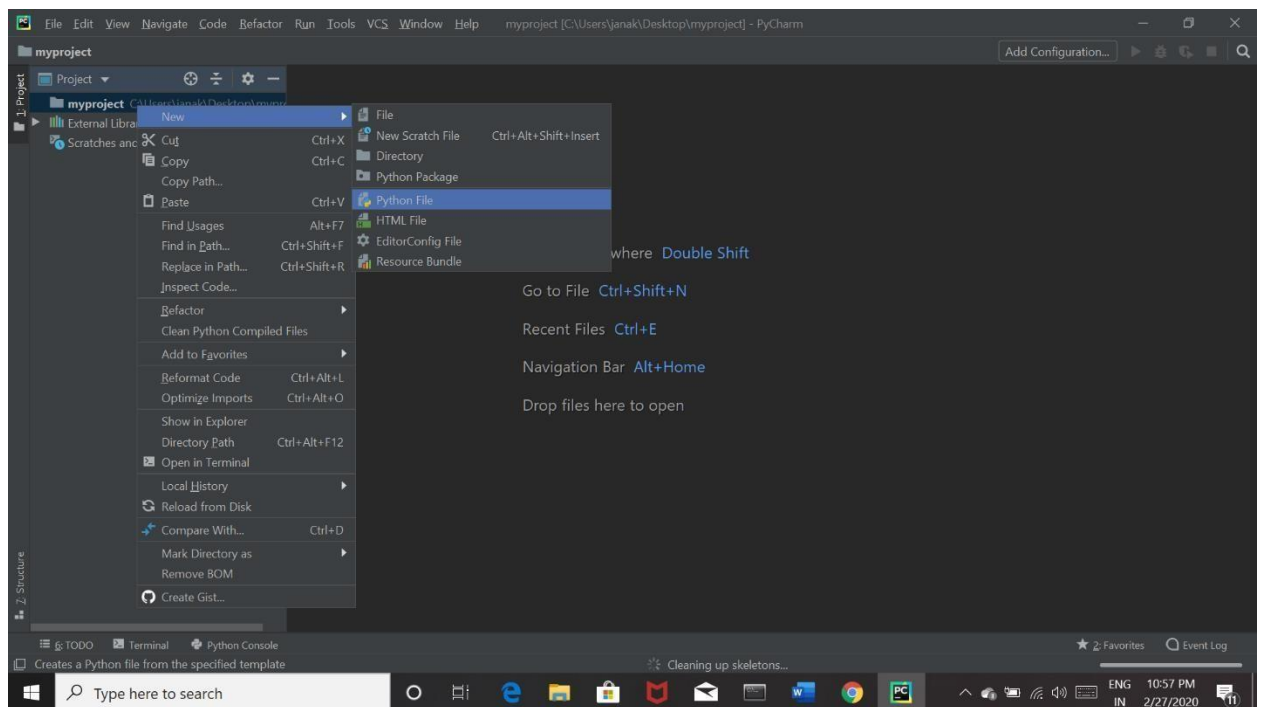 File Edit View Navigate Code Refactor Run Tools VCS Window Help myproject [C:\Users\janak\Desktop\myproject] - PyCharm
myproject
Add Configuration...
1: Project
Project
myproject C:\Users\janak\Desktop\mypro
External Libra
Scratches and
New
Cut Ctrl+X
Copy Ctrl+C
Copy Path...
Paste Ctrl+V
Find Usages Alt+F7
Find in Path... Ctrl+Shift+F
Replace in Path... Ctrl+Shift+R
Inspect Code...
Refactor
Clean Python Compiled Files
Add to Favorites
Reformat Code Ctrl+Alt+L
Optimize Imports Ctrl+Alt+O
Show in Explorer
Directory Path Ctrl+Alt+F12
Open in Terminal
Local History
Reload from Disk
Compare With... Ctrl+D
Mark Directory as
Remove BOM
Create Gist...
File
New Scratch File Ctrl+Alt+Shift+Insert
Directory
Python Package
Python File
HTML File
EditorConfig File
Resource Bundle
where Double Shift
Go to File Ctrl+Shift+N
Recent Files Ctrl+E
Navigation Bar Alt+Home
Drop files here to open
7: Structure
6: TODO Terminal Python Console
2: Favorites Event Log
Creates a Python file from the specified template
Cleaning up skeletons...
Type here to search
PC
ENG
IN
10:57 PM
2/27/2020
11